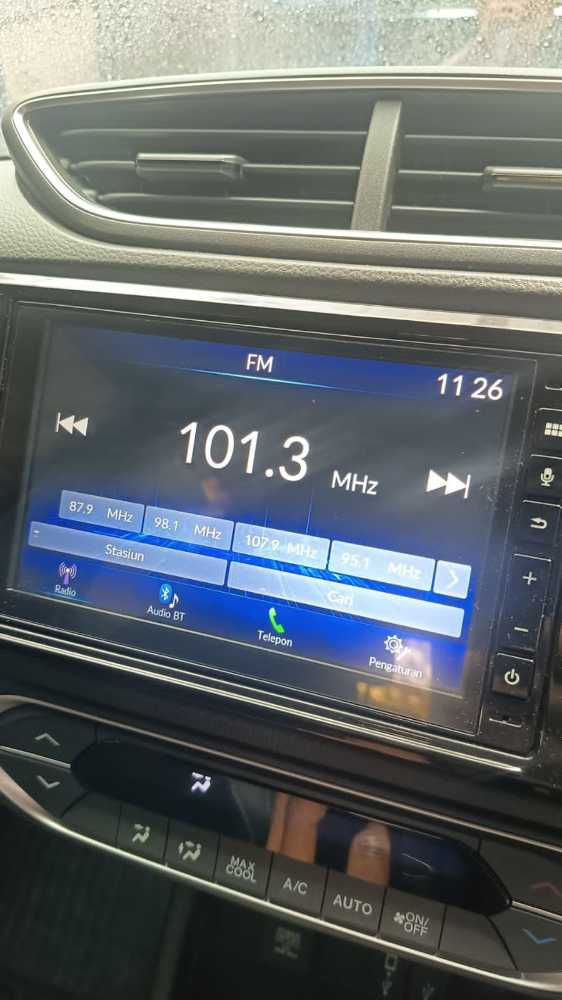 FM
11 26
101.3 MHz
87.9 MHz
98.1 MHz
107.9 MHz
95.1 MHz
Stasiun
Cari
Radio
Audio BT
Telepon
Pengaturan
MAX
COOL
A/C
AUTO
ON/
OFF